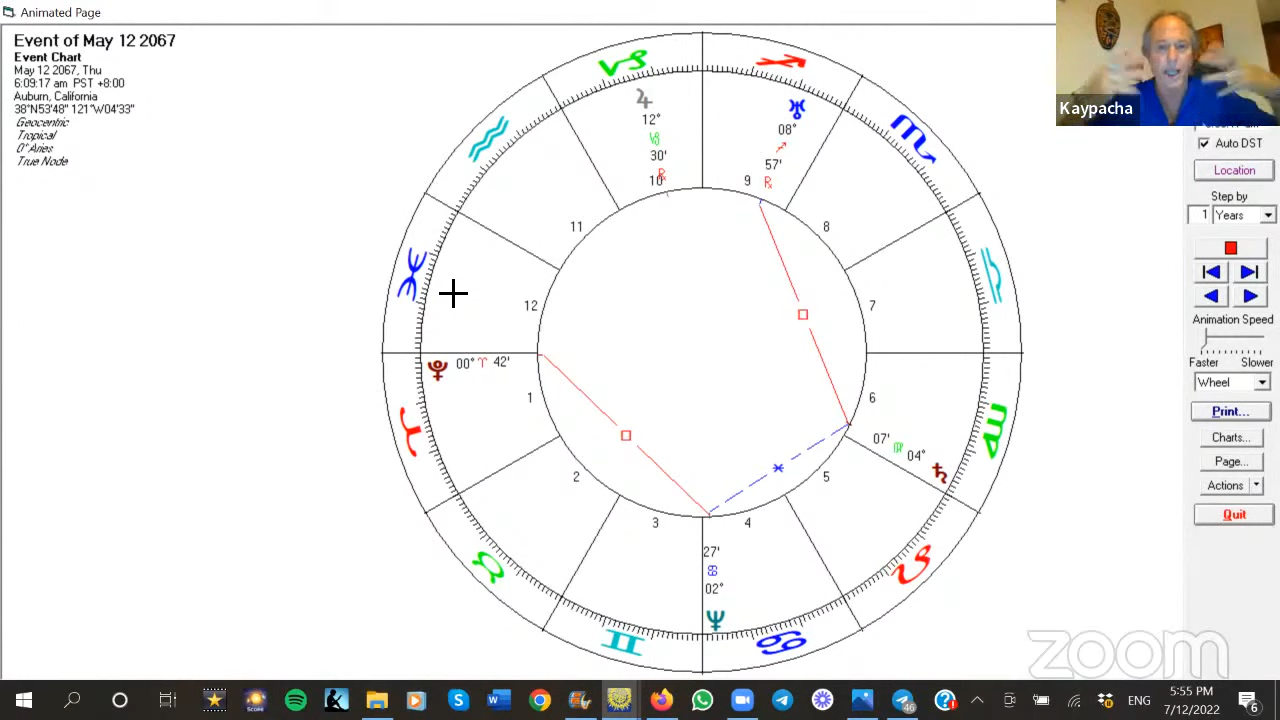 Animated Page
Event of May 12 2067
Event Chart
May 12 2067, Thu
6:09:17 am PST +8:00
Auburn, California
38°N53'48" 121°W04'33"
Geocentric
Tropical
0° Aries
True Node
♃
12°
♑
30'
℞
♅
08°
♐
57'
℞
10
9
11
8
12
7
1
6
2
5
3
4
♇ 00° ♈ 42'
07' ♍ 04° ♄
27'
♋
02°
♆
Kaypacha
Auto DST
Location
Step by
1 Years
Animation Speed
Faster Slower
Wheel
Print...
Charts...
Page...
Actions
Quit
zoom
SCOPE
46
ENG
5:55 PM
7/12/2022
6